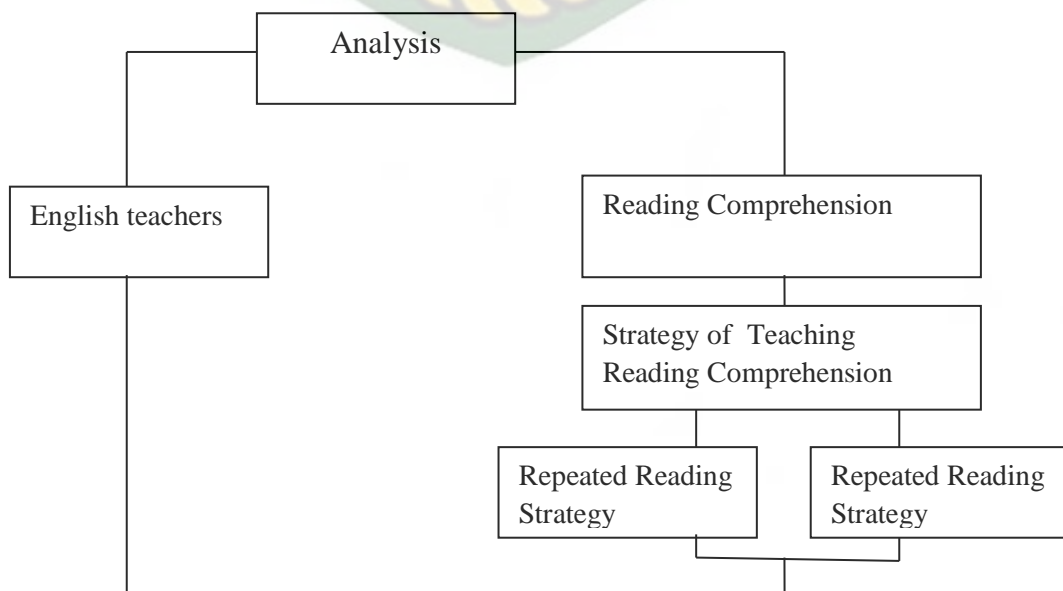 Analysis
English teachers
Reading Comprehension
Strategy of Teaching
Reading Comprehension
Repeated Reading
Strategy
Repeated Reading
Strategy